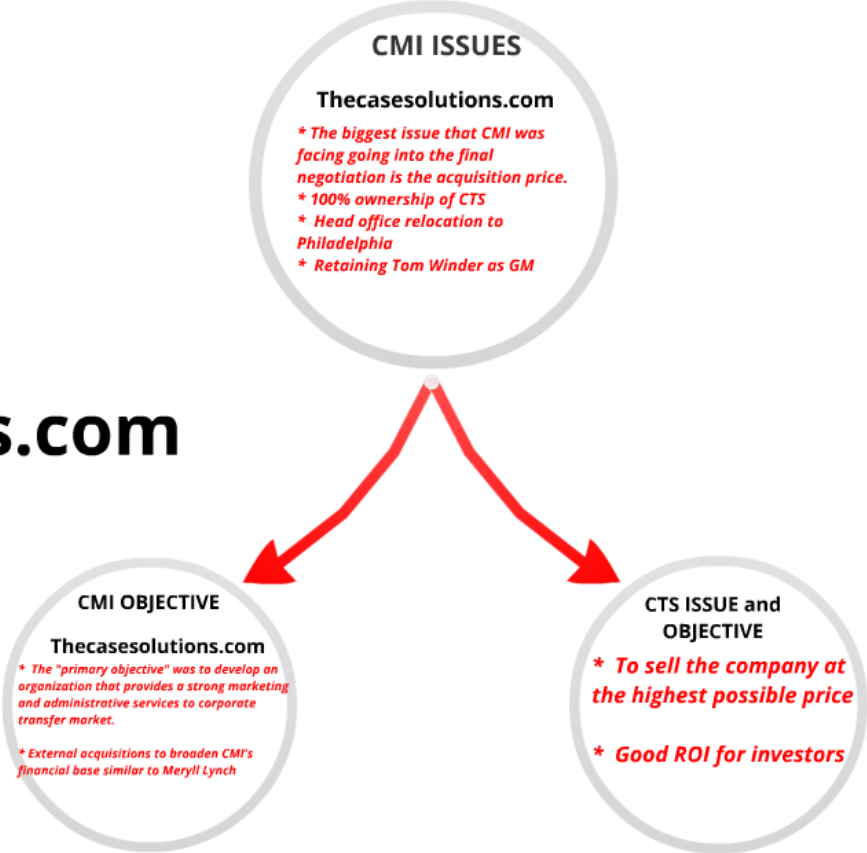 CMI ISSUES
Thecasesolutions.com
* The biggest issue that CMI was
facing going into the final
negotiation is the acquisition price.
* 100% ownership of CTS
* Head office relocation to
Philadelphia
* Retaining Tom Winder as GM
s.com
CMI OBJECTIVE
Thecasesolutions.com
* The "primary objective" was to develop an
organization that provides a strong marketing
and administrative services to corporate
transfer market.
* External acquisitions to broaden CMI's
financial base similar to Meryll Lynch
CTS ISSUE and
OBJECTIVE
* To sell the company at
the highest possible price
* Good ROI for investors